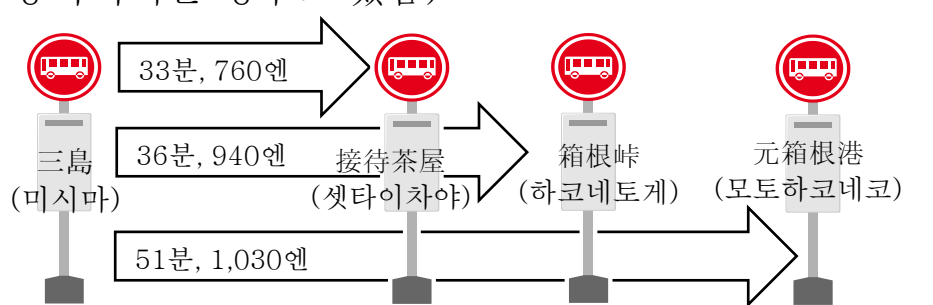 33분, 760엔
36분, 940엔
三島
(미시마)
接待茶屋
(셋타이차야)
箱根峠
(하코네토게)
元箱根港
(모토하코네코)
51분, 1,030엔